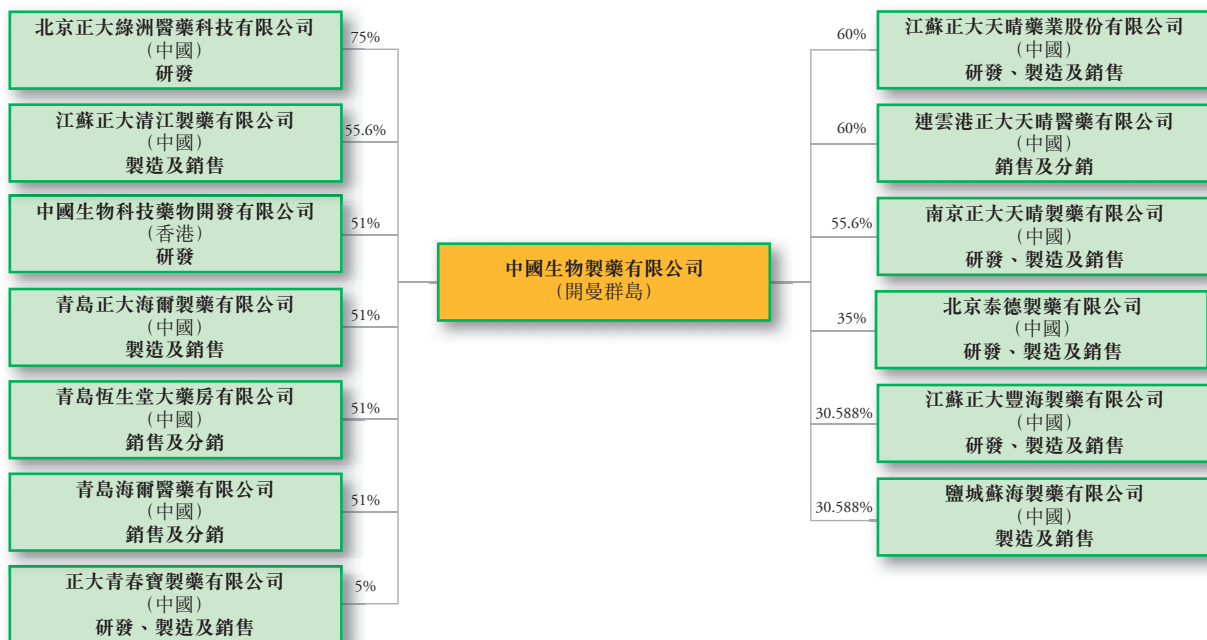 北京正大綠洲醫藥科技有限公司
(中國)
研發
75%
江蘇正大清江製藥有限公司
(中國)
製造及銷售
55.6%
中國生物科技藥物開發有限公司
(香港)
研發
51%
青島正大海爾製藥有限公司
(中國)
製造及銷售
51%
青島恆生堂大藥房有限公司
(中國)
銷售及分銷
51%
青島海爾醫藥有限公司
(中國)
銷售及分銷
51%
正大青春寶製藥有限公司
(中國)
研發、製造及銷售
5%
中國生物製藥有限公司
(開曼群島)
60%
江蘇正大天晴藥業股份有限公司
(中國)
研發、製造及銷售
60%
連雲港正大天晴醫藥有限公司
(中國)
銷售及分銷
55.6%
南京正大天晴製藥有限公司
(中國)
研發、製造及銷售
35%
北京泰德製藥有限公司
(中國)
研發、製造及銷售
30.588%
江蘇正大豐海製藥有限公司
(中國)
研發、製造及銷售
30.588%
鹽城蘇海製藥有限公司
(中國)
製造及銷售